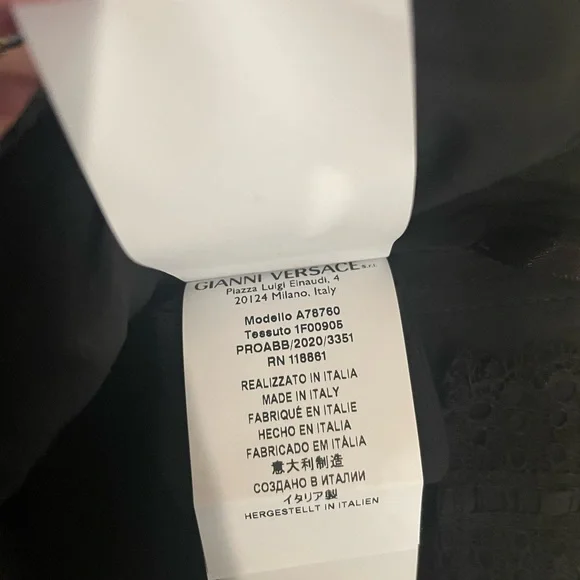 GIANNI VERSACE S.r.l.
Piazza Luigi Einaudi, 4
20124 Milano, Italy
Modello A78760
Tessuto 1F00905
PROABB/2020/3351
RN 118861
REALIZZATO IN ITALIA
MADE IN ITALY
FABRIQUÉ EN ITALIE
HECHO EN ITALIA
FABRICADO EM ITÀLIA
意大利制造
СОЗДАНО В ИТАЛИИ
イタリア製
HERGESTELLT IN ITALIEN